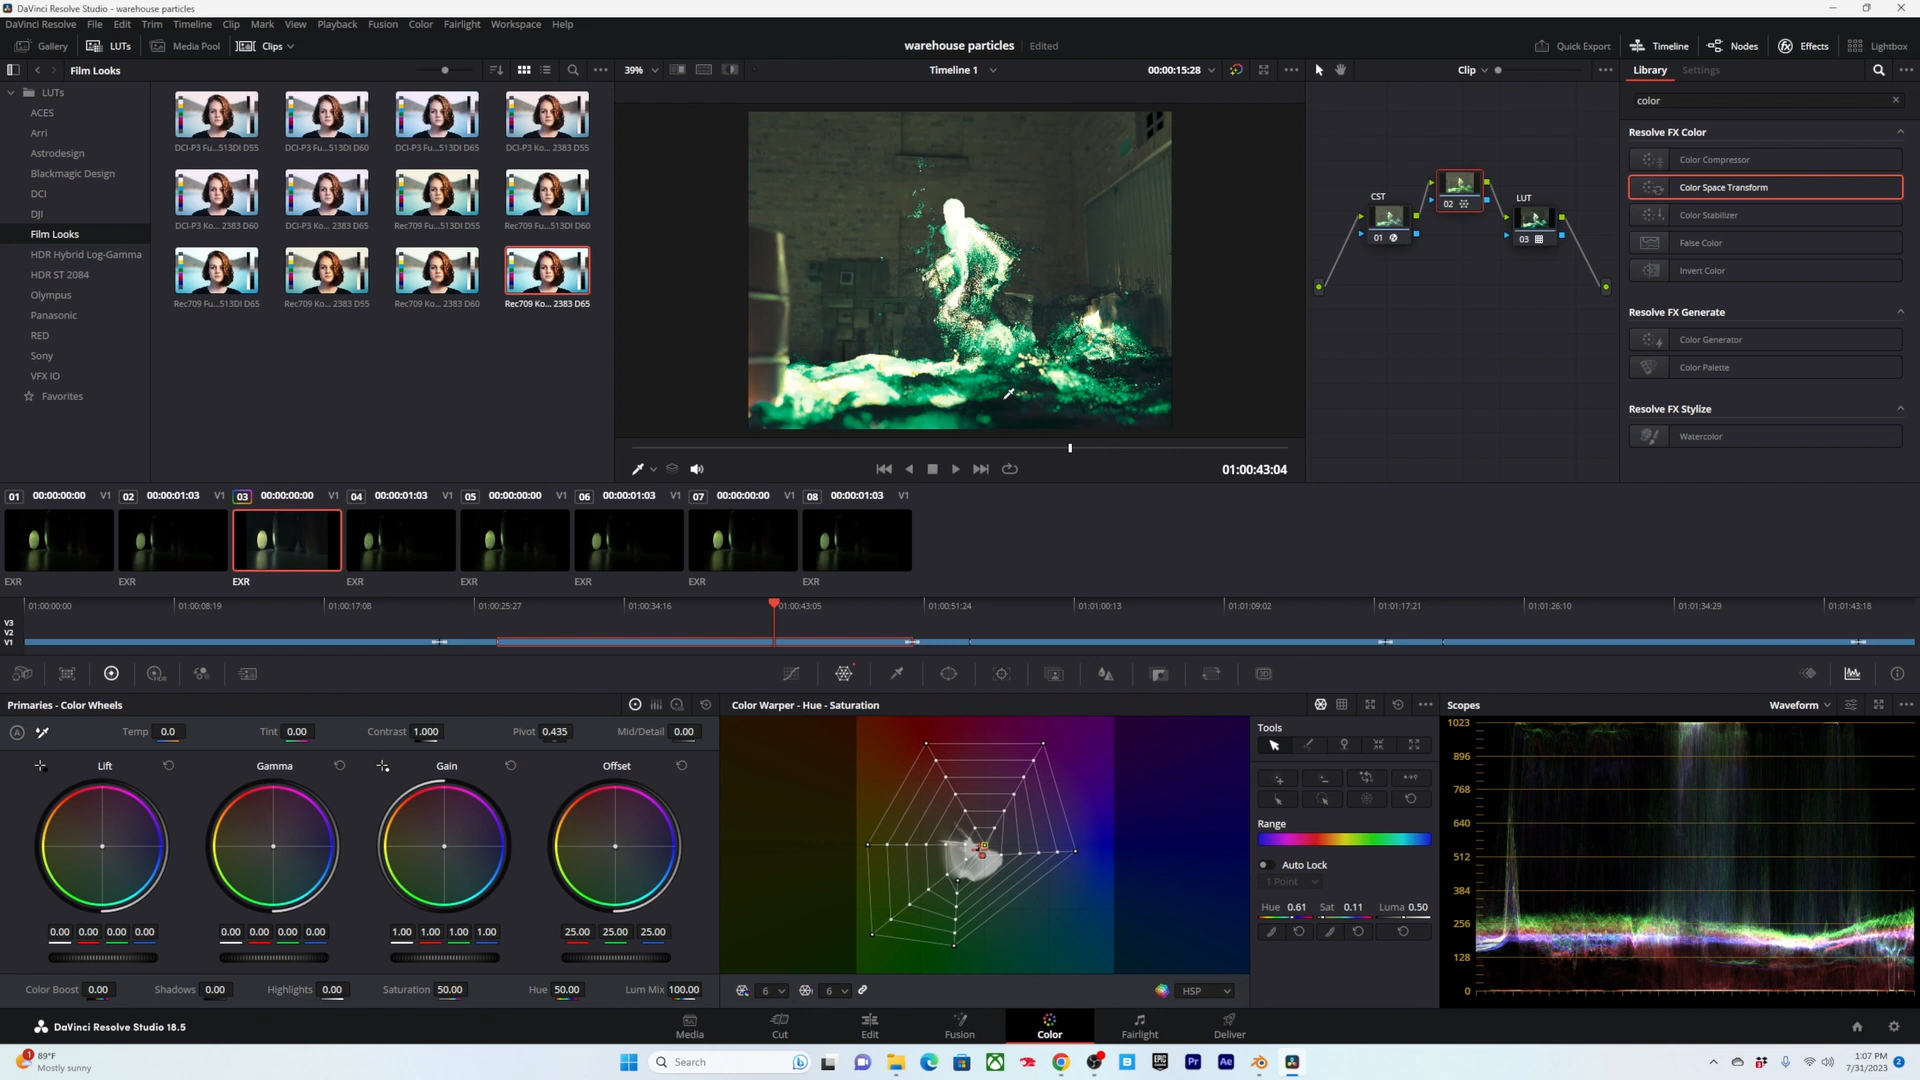 DaVinci Resolve Studio - warehouse particles
DaVinci Resolve File Edit Trim Timeline Clip Mark View Playback Fusion Color Fairlight Workspace Help
Gallery LUTs Media Pool Clips
warehouse particles Edited
Quick Export Timeline Nodes Effects Lightbox
Film Looks
39%
Timeline 1
00:00:15:28
Clip
Library Settings
color
LUTs
ACES
Arri
Astrodesign
Blackmagic Design
DCI
DJI
Film Looks
HDR Hybrid Log-Gamma
HDR ST 2084
Olympus
Panasonic
RED
Sony
VFX IO
Favorites
DCI-P3 Fu...513DI D55 DCI-P3 Fu...513DI D60 DCI-P3 Fu...513DI D65 DCI-P3 Ko... 2383 D55
DCI-P3 Ko... 2383 D60 DCI-P3 Ko... 2383 D65 Rec709 Fu...513DI D55 Rec709 Fu...513DI D60
Rec709 Fu...513DI D65 Rec709 Ko... 2383 D55 Rec709 Ko... 2383 D60 Rec709 Ko... 2383 D65
01:00:43:04
CST
01
02
LUT
03
Resolve FX Color
Color Compressor
Color Space Transform
Color Stabilizer
False Color
Invert Color
Resolve FX Generate
Color Generator
Color Palette
Resolve FX Stylize
Watercolor
01 00:00:00:00 V1 02 00:00:01:03 V1 03 00:00:00:00 V1 04 00:00:01:03 V1 05 00:00:00:00 V1 06 00:00:01:03 V1 07 00:00:00:00 V1 08 00:00:01:03 V1
EXR EXR EXR EXR EXR EXR EXR EXR
01:00:00:00 01:00:08:19 01:00:17:08 01:00:25:27 01:00:34:16 01:00:43:05 01:00:51:24 01:01:00:13 01:01:09:02 01:01:17:21 01:01:26:10 01:01:34:29 01:01:43:18
V3
V2
V1
Primaries - Color Wheels
Temp 0.0 Tint 0.00 Contrast 1.000 Pivot 0.435 Mid/Detail 0.00
Lift Gamma Gain Offset
0.00 0.00 0.00 0.00 0.00 0.00 0.00 0.00 1.00 1.00 1.00 1.00 25.00 25.00 25.00
Color Boost 0.00 Shadows 0.00 Highlights 0.00 Saturation 50.00 Hue 50.00 Lum Mix 100.00
Color Warper - Hue - Saturation
6 6
HSP
Tools
Range
Auto Lock
1 Point
Hue 0.61 Sat 0.11 Luma 0.50
Scopes
Waveform
1023
896
768
640
512
384
256
128
0
DaVinci Resolve Studio 18.5
Media Cut Edit Fusion Color Fairlight Deliver
1
89°F
Mostly sunny
Search
EPIC
Pr
Ae
1:07 PM
7/31/2023
2